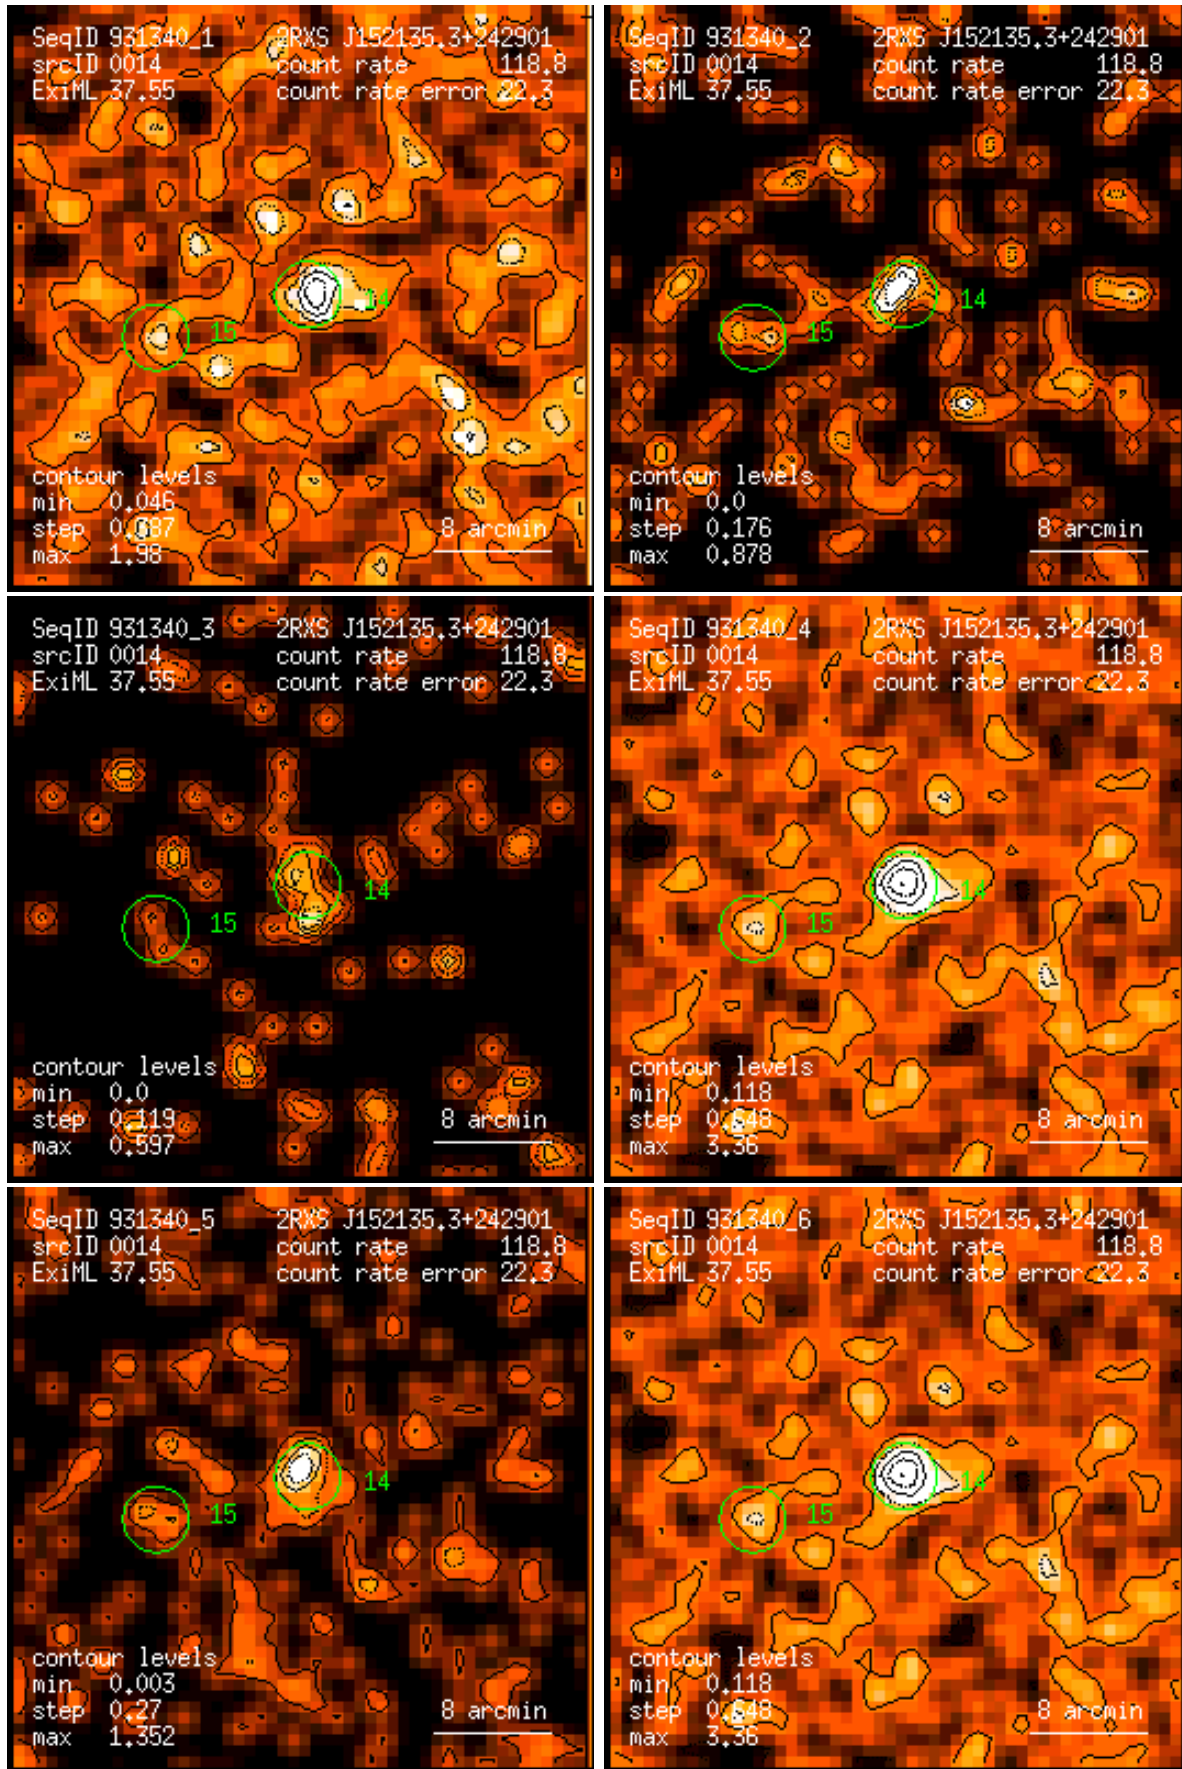 SeqID 931340_1 2RXS J152135.3+242901
srcID 0014 count rate 118.8
ExiML 37.55 count rate error 22.3
14
15
contour levels
min 0.046
step 0.387 8 arcmin
max 1.98
SeqID 931340_2 2RXS J152135.3+242901
srcID 0014 count rate 118.8
ExiML 37.55 count rate error 22.3
14
15
contour levels
min 0.0
step 0.176 8 arcmin
max 0.878
SeqID 931340_3 2RXS J152135.3+242901
srcID 0014 count rate 118.8
ExiML 37.55 count rate error 22.3
14
15
contour levels
min 0.0
step 0.119 8 arcmin
max 0.597
SeqID 931340_4 2RXS J152135.3+242901
srcID 0014 count rate 118.8
ExiML 37.55 count rate error 22.3
14
15
contour levels
min 0.118
step 0.648 8 arcmin
max 3.36
SeqID 931340_5 2RXS J152135.3+242901
srcID 0014 count rate 118.8
ExiML 37.55 count rate error 22.3
14
15
contour levels
min 0.003
step 0.27 8 arcmin
max 1.352
SeqID 931340_6 2RXS J152135.3+242901
srcID 0014 count rate 118.8
ExiML 37.55 count rate error 22.3
14
15
contour levels
min 0.118
step 0.648 8 arcmin
max 3.36